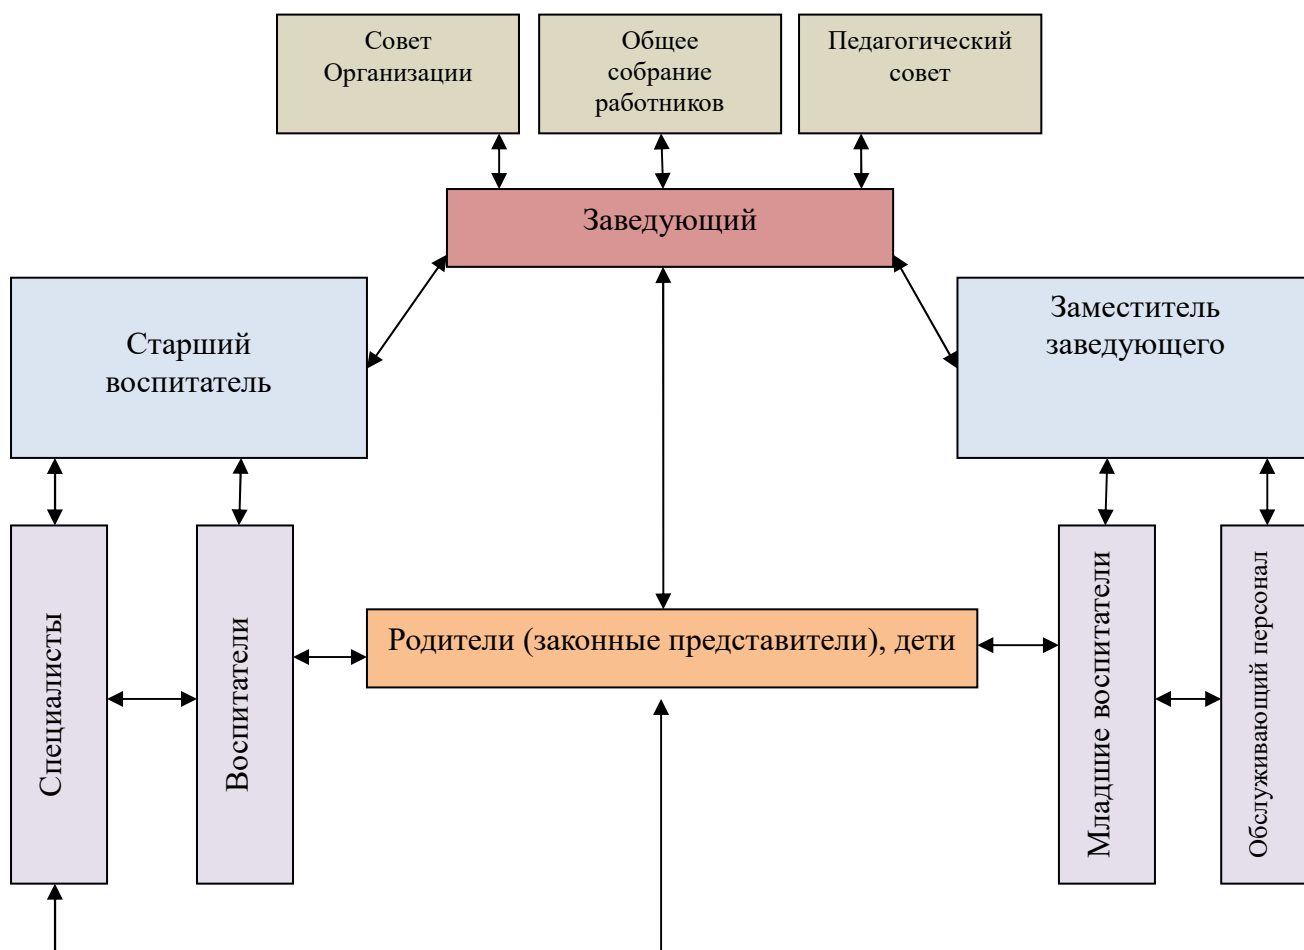 Совет
Организации
Общее
собрание
работников
Педагогический
совет
Заведующий
Старший
воспитатель
Заместитель
заведующего
Специалисты
Воспитатели
Родители (законные представители), дети
Младшие воспитатели
Обслуживающий персонал